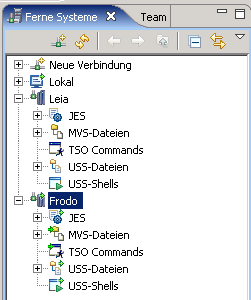 Ferne Systeme
Team
Neue Verbindung
Lokal
Leia
JES
MVS-Dateien
TSO Commands
USS-Dateien
USS-Shells
Frodo
JES
MVS-Dateien
TSO Commands
USS-Dateien
USS-Shells